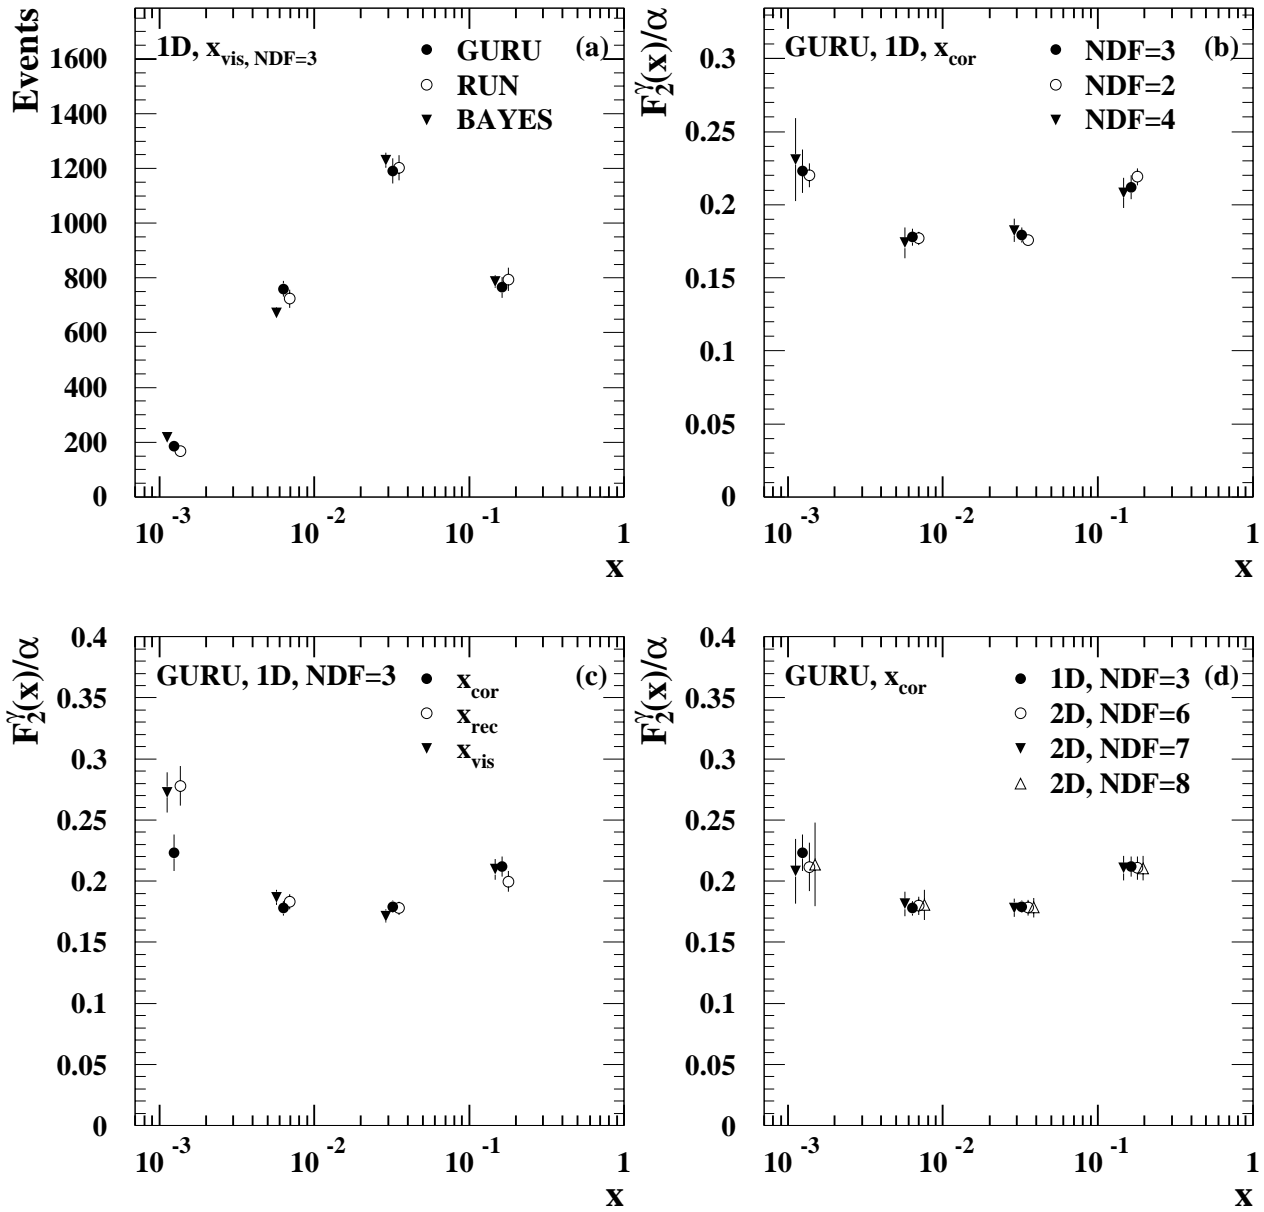 Events
1D, x_vis, NDF=3
GURU
RUN
BAYES
(a)
1600
1400
1200
1000
800
600
400
200
0
10^-3 10^-2 10^-1 1
x
F_2^γ(x)/α
GURU, 1D, x_cor
NDF=3
NDF=2
NDF=4
(b)
0.3
0.25
0.2
0.15
0.1
0.05
0
10^-3 10^-2 10^-1 1
x
F_2^γ(x)/α
GURU, 1D, NDF=3
x_cor
x_rec
x_vis
(c)
0.4
0.35
0.3
0.25
0.2
0.15
0.1
0.05
0
10^-3 10^-2 10^-1 1
x
F_2^γ(x)/α
GURU, x_cor
1D, NDF=3
2D, NDF=6
2D, NDF=7
2D, NDF=8
(d)
0.4
0.35
0.3
0.25
0.2
0.15
0.1
0.05
0
10^-3 10^-2 10^-1 1
x